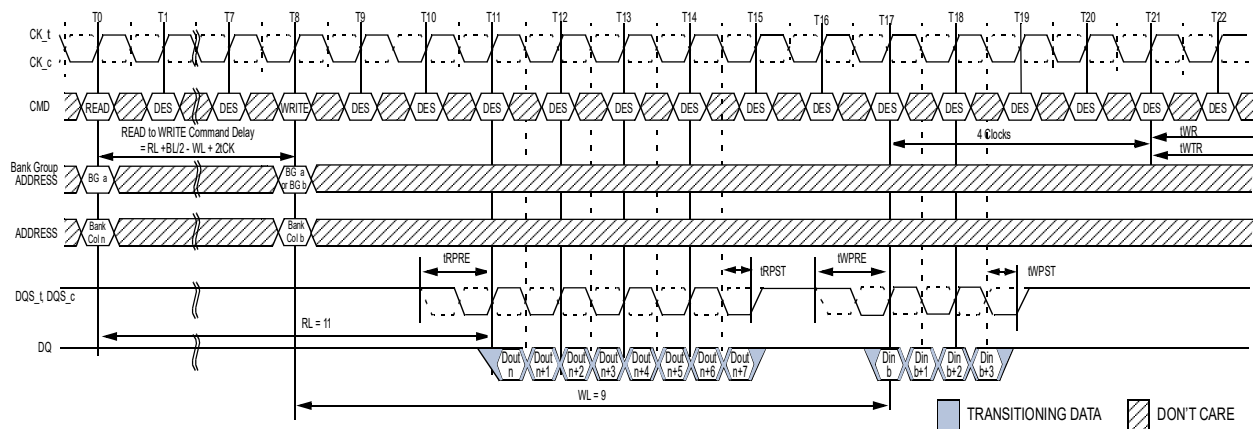 T0 T1 T7 T8 T9 T10 T11 T12 T13 T14 T15 T16 T17 T18 T19 T20 T21 T22
CK_t
CK_c
CMD READ DES DES WRITE DES DES DES DES DES DES DES DES DES DES DES DES DES DES
READ to WRITE Command Delay
= RL +BL/2 - WL + 2tCK
4 Clocks
tWR
tWTR
Bank Group
ADDRESS
BG a
BG a
or BG b
ADDRESS
Bank
Col n
Bank
Col b
tRPRE
tRPST
tWPRE
tWPST
DQS_t, DQS_c
RL = 11
DQ
Dout
n
Dout
n+1
Dout
n+2
Dout
n+3
Dout
n+4
Dout
n+5
Dout
n+6
Dout
n+7
Din
b
Din
b+1
Din
b+2
Din
b+3
WL = 9
TRANSITIONING DATA
DON'T CARE